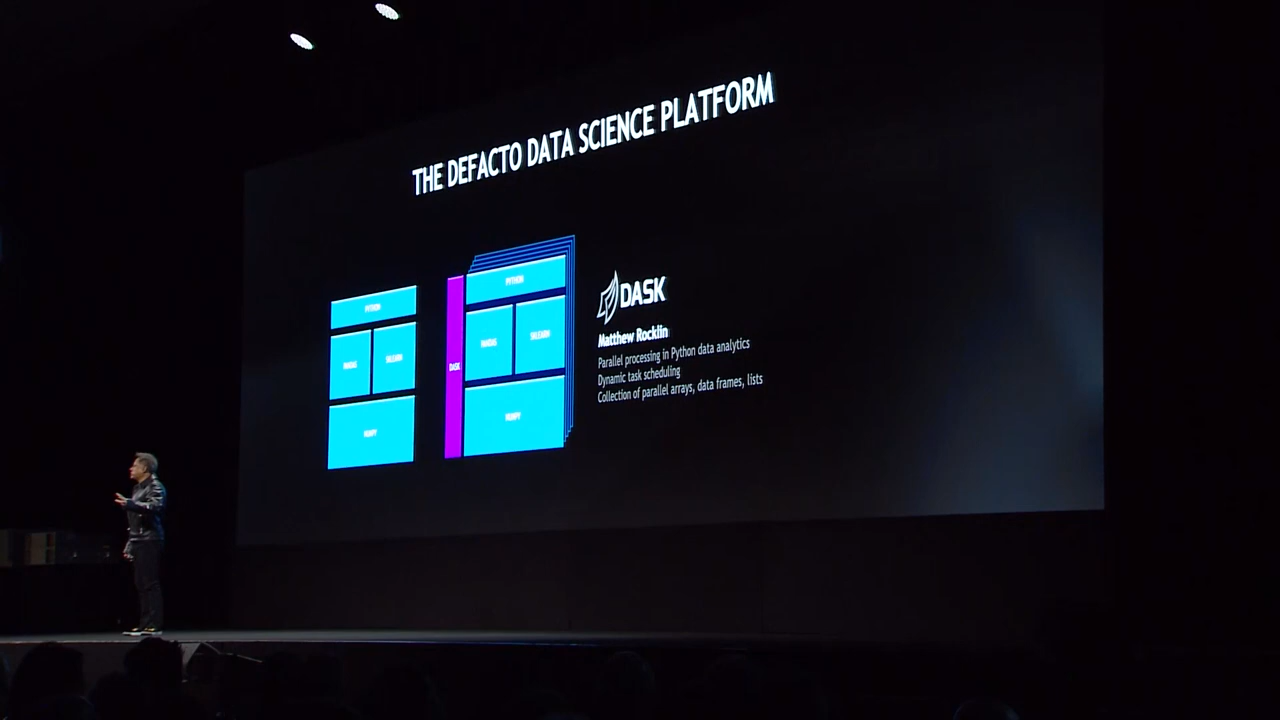 THE DEFACTO DATA SCIENCE PLATFORM
PYTHON
PANDAS
SKLEARN
NUMPY
DASK
PYTHON
PANDAS
SKLEARN
NUMPY
DASK
Matthew Rocklin
Parallel processing in Python data analytics
Dynamic task scheduling
Collection of parallel arrays, data frames, lists